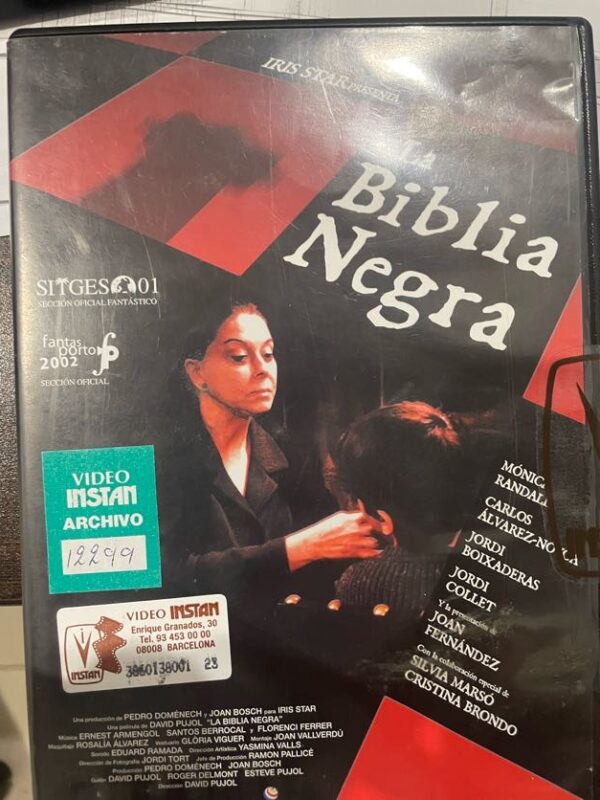 IRIS STAR PRESENTA
La
Biblia
Negra
SITGES 01
SECCIÓN OFICIAL FANTÁSTICO
fantas
porto
2002
SECCIÓN OFICIAL
VIDEO
INSTAN
ARCHIVO
12299
VIDEO INSTAN
Enrique Granados, 30
Tel. 93 453 00 00
08008 BARCELONA
INSTAN
3860138001 23
MÓNICA
RANDALL
CARLOS
ÁLVAREZ-NOVOA
JORDI
BOIXADERAS
JORDI
COLLET
Y la presentación de
JOAN
FERNÁNDEZ
Con la colaboración especial de
SILVIA MARSÓ
CRISTINA BRONDO
Una producción de PEDRO DOMÈNECH y JOAN BOSCH para IRIS STAR
Una película de DAVID PUJOL "LA BIBLIA NEGRA"
Música ERNEST ARMENGOL SANTOS BERROCAL y FLORENCI FERRER
Maquillaje ROSALÍA ÁLVAREZ Vestuario GLÒRIA VIGUER Montaje JOAN VALLVERDÚ
Sonido EDUARD RAMADA Dirección Artística YASMINA VALLS
Director de Fotografía JORDI TORT Jefe de Producción RAMON PALLICÉ
Producción PEDRO DOMÈNECH JOAN BOSCH
Guión DAVID PUJOL ROGER DELMONT ESTEVE PUJOL
Dirección DAVID PUJOL